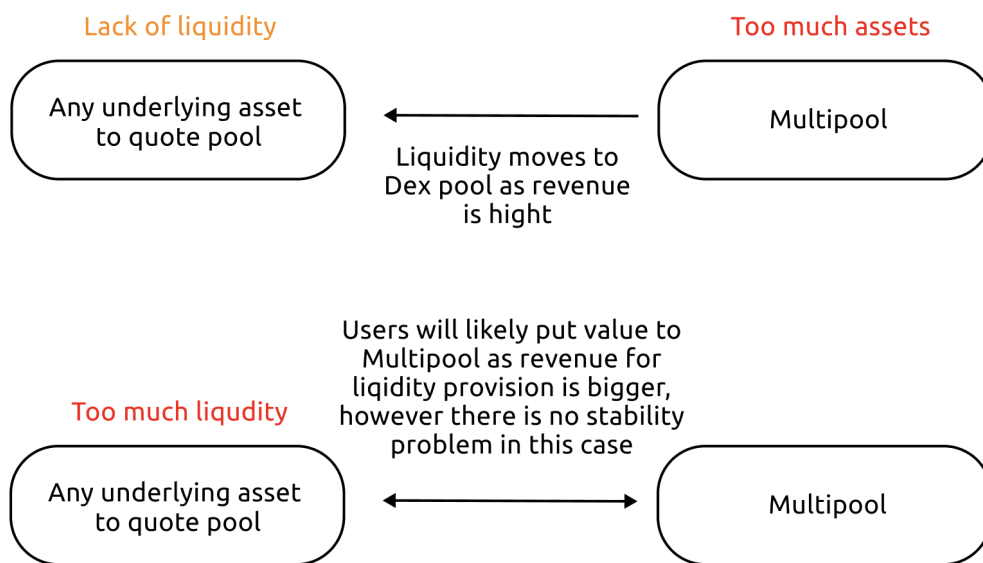 Lack of liquidity
Too much assets
Any underlying asset
to quote pool
Multipool
Liquidity moves to
Dex pool as revenue
is hight
Users will likely put value to
Multipool as revenue for
liqidity provision is bigger,
however there is no stability
problem in this case
Too much liqudity
Any underlying asset
to quote pool
Multipool